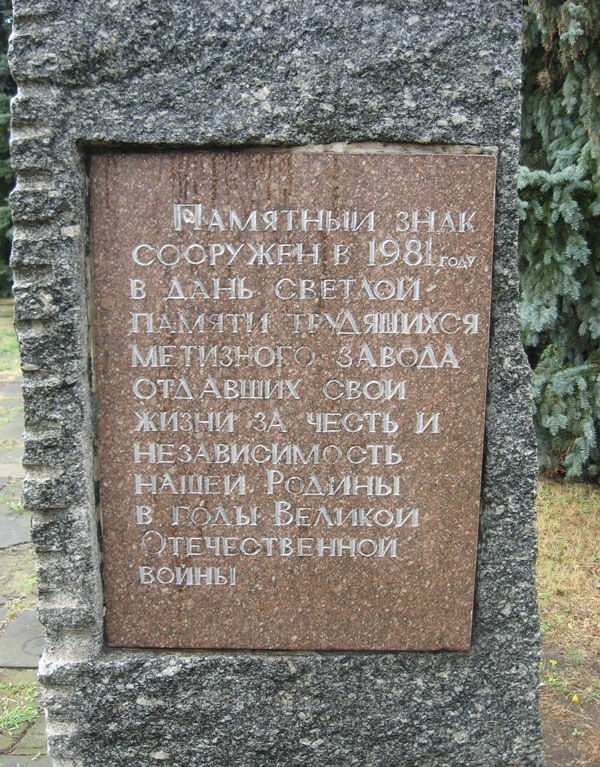 Памятный знак
сооружен в 1981 году
в дань светлой
памяти трудящихся
метизного завода
отдавших свои
жизни за честь и
независимость
нашей Родины
в годы Великой
Отечественной
войны